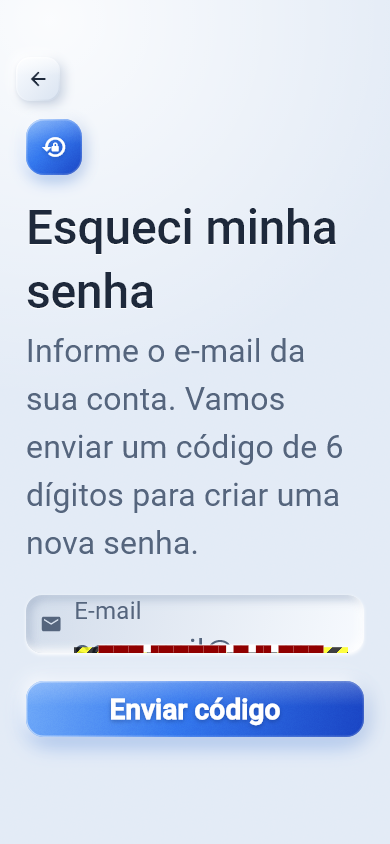 Esqueci minha
senha
Informe o e-mail da
sua conta. Vamos
enviar um código de 6
dígitos para criar uma
nova senha.
E-mail
Enviar código